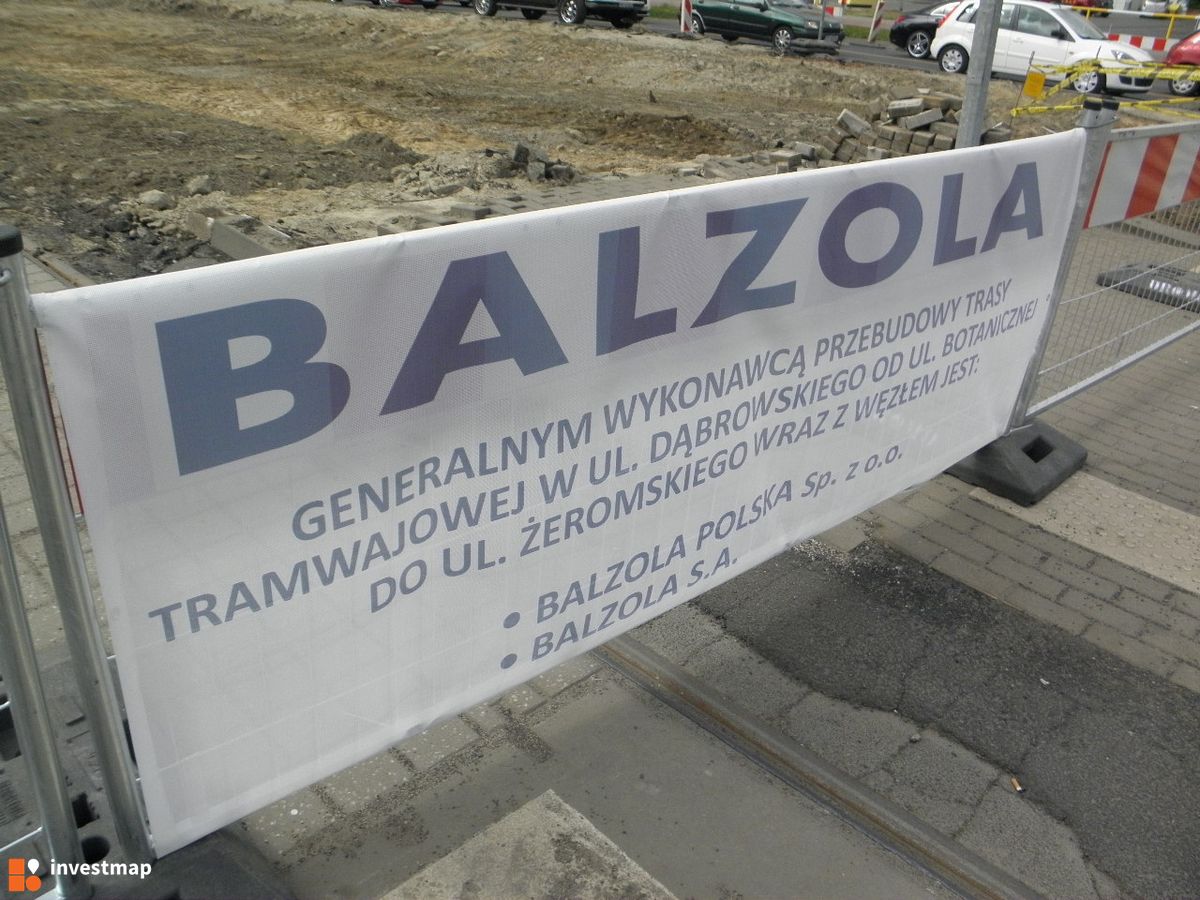 BALZOLA
GENERALNYM WYKONAWCĄ PRZEBUDOWY TRASY
TRAMWAJOWEJ W UL. DĄBROWSKIEGO OD UL. BOTANICZNEJ
DO UL. ŻEROMSKIEGO WRAZ Z WĘZŁEM JEST:
• BALZOLA POLSKA Sp. z o.o.
• BALZOLA S.A.
investmap